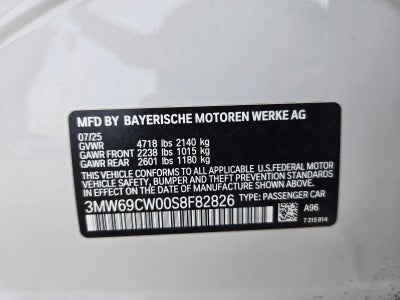 MFD BY BAYERISCHE MOTOREN WERKE AG
07/25
GVWR 4718 lbs 2140 kg
GAWR FRONT 2238 lbs 1015 kg
GAWR REAR 2601 lbs 1180 kg
THIS VEHICLE CONFORMS TO ALL APPLICABLE U.S.FEDERAL MOTOR
VEHICLE SAFETY, BUMPER, AND THEFT PREVENTION STANDARDS IN
EFFECT ON THE DATE OF MANUFACTURE SHOWN ABOVE.
3MW69CW00S8F82826 TYPE: PASSENGER CAR
A96
7 315 814